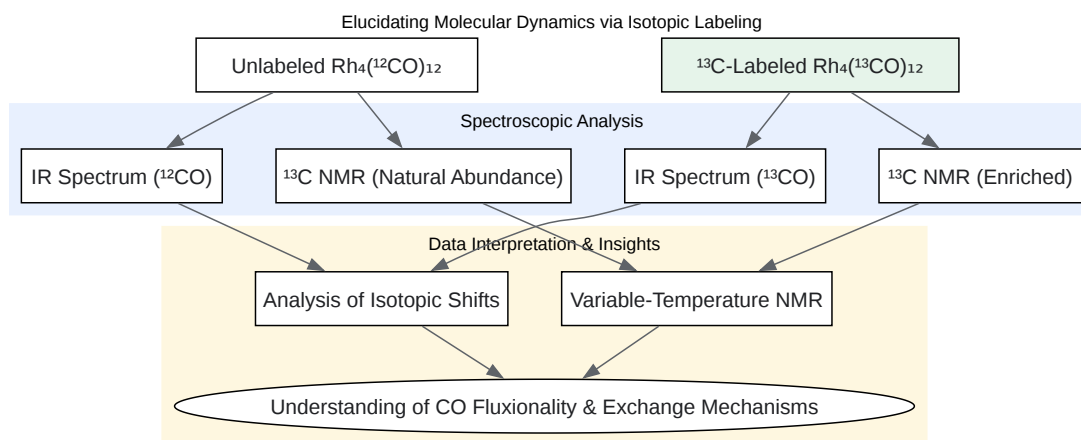 Elucidating Molecular Dynamics via Isotopic Labeling
Unlabeled Rh₄(¹²CO)₁₂
¹³C-Labeled Rh₄(¹³CO)₁₂
Spectroscopic Analysis
IR Spectrum (¹²CO)
¹³C NMR (Natural Abundance)
IR Spectrum (¹³CO)
¹³C NMR (Enriched)
Data Interpretation & Insights
Analysis of Isotopic Shifts
Variable-Temperature NMR
Understanding of CO Fluxionality & Exchange Mechanisms